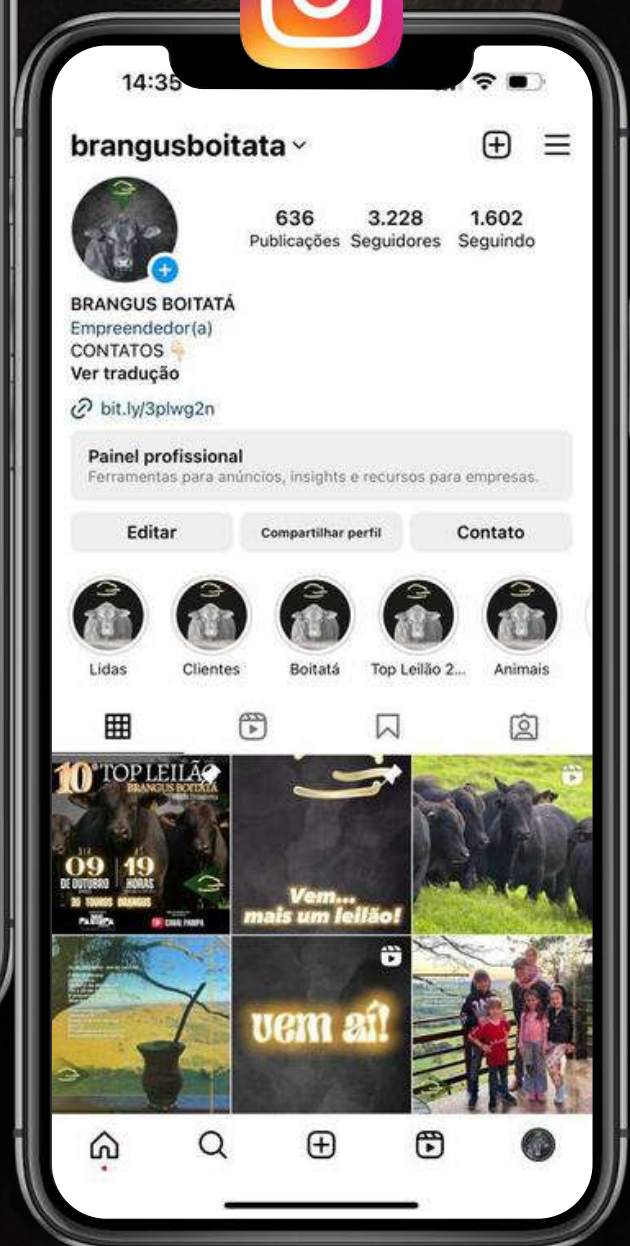 14:35
brangusboitata
636 3.228 1.602
Publicações Seguidores Seguindo
BRANGUS BOITATÁ
Empreendedor(a)
CONTATOS
Ver tradução
bit.ly/3plwg2n
Painel profissional
Ferramentas para anúncios, insights e recursos para empresas.
Editar Compartilhar perfil Contato
Lidas Clientes Boitatá Top Leilão 2... Animais
10º TOP LEILÃO
BRANGUS BOITATÁ
DIA 09 DE OUTUBRO
ÀS 19 HORAS
30 TOUROS BRANGUS
CANAL PAMPA
Vem...
mais um leilão!
vem aí!